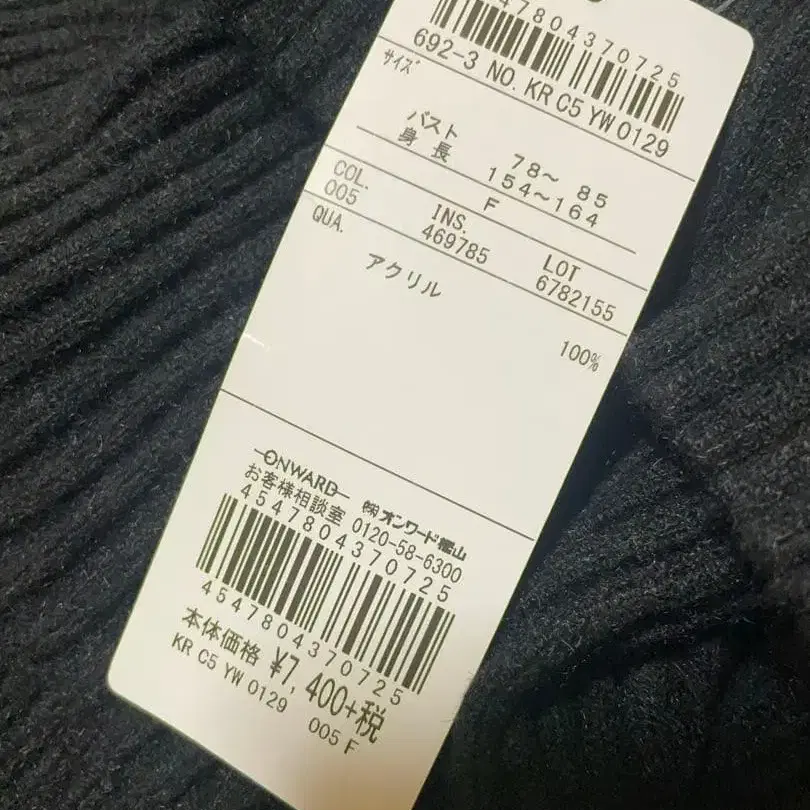 4780437 0725
692-3 NO. KR C5 YW 0129
サイズ
バスト 78～ 85
身 長 154～164
F
COL. INS. LOT
005 469785 6782155
QUA.
アクリル 100%
ONWARD ㈱オンワード樫山
お客様相談室 0120-58-6300
4547804370725
4547804370725
本体価格 ¥7,400+税
KR C5 YW 0129 005 F